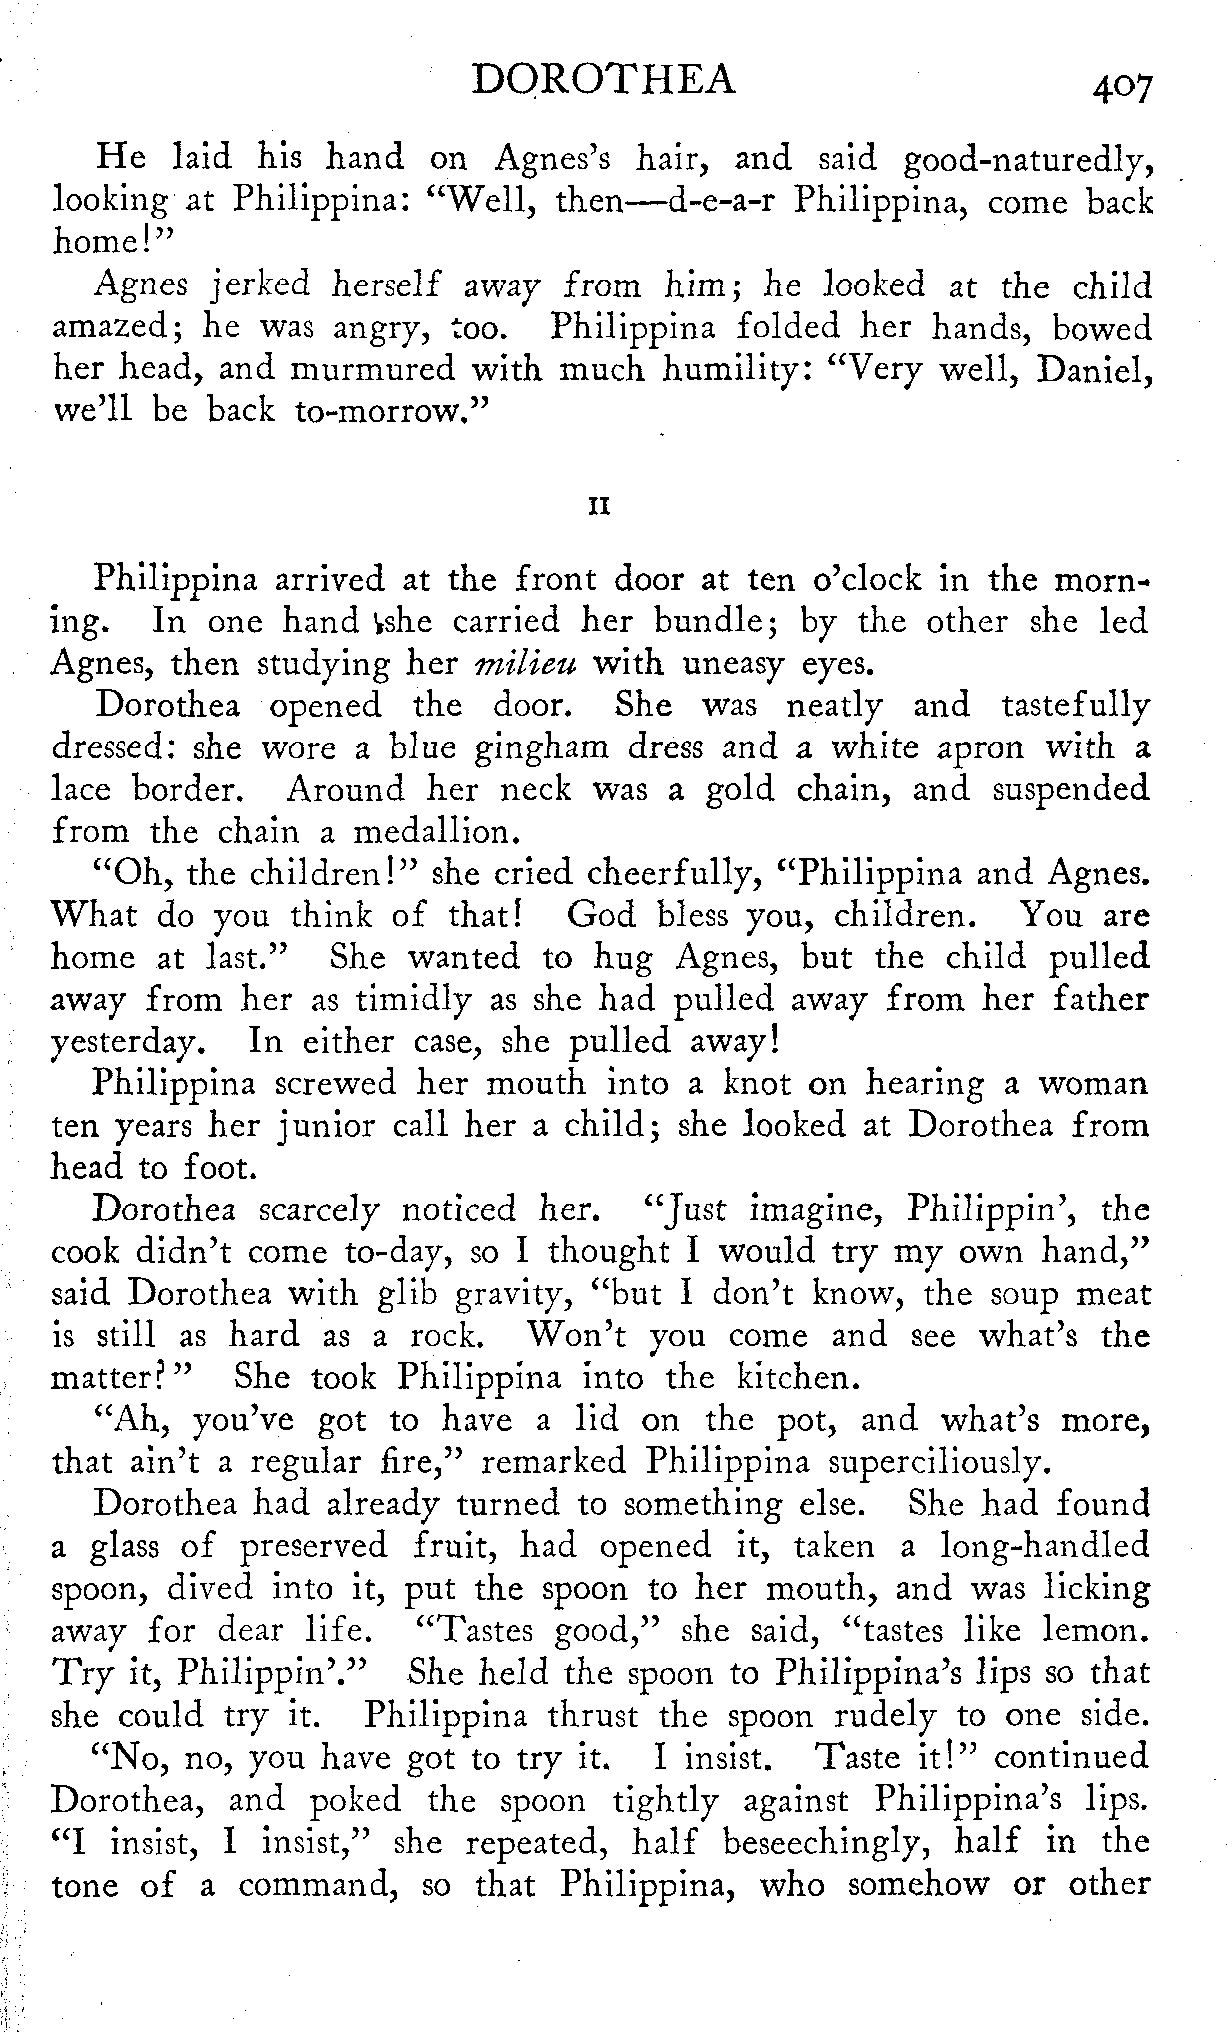 DOROTHEA 407
He laid his hand on Agnes's hair, and said good-naturedly,
looking at Philippina: “Well, then—d-e-a-r Philippina, come back
home!”
Agnes jerked herself away from him; he looked at the child
amazed; he was angry, too. Philippina folded her hands, bowed
her head, and murmured with much humility: “Very well, Daniel,
we'll be back to-morrow.”
II
Philippina arrived at the front door at ten o'clock in the morn-
ing. In one hand she carried her bundle; by the other she led
Agnes, then studying her milieu with uneasy eyes.
Dorothea opened the door. She was neatly and tastefully
dressed: she wore a blue gingham dress and a white apron with a
lace border. Around her neck was a gold chain, and suspended
from the chain a medallion.
“Oh, the children!” she cried cheerfully, “Philippina and Agnes.
What do you think of that! God bless you, children. You are
home at last.” She wanted to hug Agnes, but the child pulled
away from her as timidly as she had pulled away from her father
yesterday. In either case, she pulled away!
Philippina screwed her mouth into a knot on hearing a woman
ten years her junior call her a child; she looked at Dorothea from
head to foot.
Dorothea scarcely noticed her. “Just imagine, Philippin', the
cook didn't come to-day, so I thought I would try my own hand,”
said Dorothea with glib gravity, “but I don't know, the soup meat
is still as hard as a rock. Won't you come and see what's the
matter?” She took Philippina into the kitchen.
“Ah, you've got to have a lid on the pot, and what's more,
that ain't a regular fire,” remarked Philippina superciliously.
Dorothea had already turned to something else. She had found
a glass of preserved fruit, had opened it, taken a long-handled
spoon, dived into it, put the spoon to her mouth, and was licking
away for dear life. “Tastes good,” she said, “tastes like lemon.
Try it, Philippin'.” She held the spoon to Philippina's lips so that
she could try it. Philippina thrust the spoon rudely to one side.
“No, no, you have got to try it. I insist. Taste it!” continued
Dorothea, and poked the spoon tightly against Philippina's lips.
“I insist, I insist,” she repeated, half beseechingly, half in the
tone of a command, so that Philippina, who somehow or other